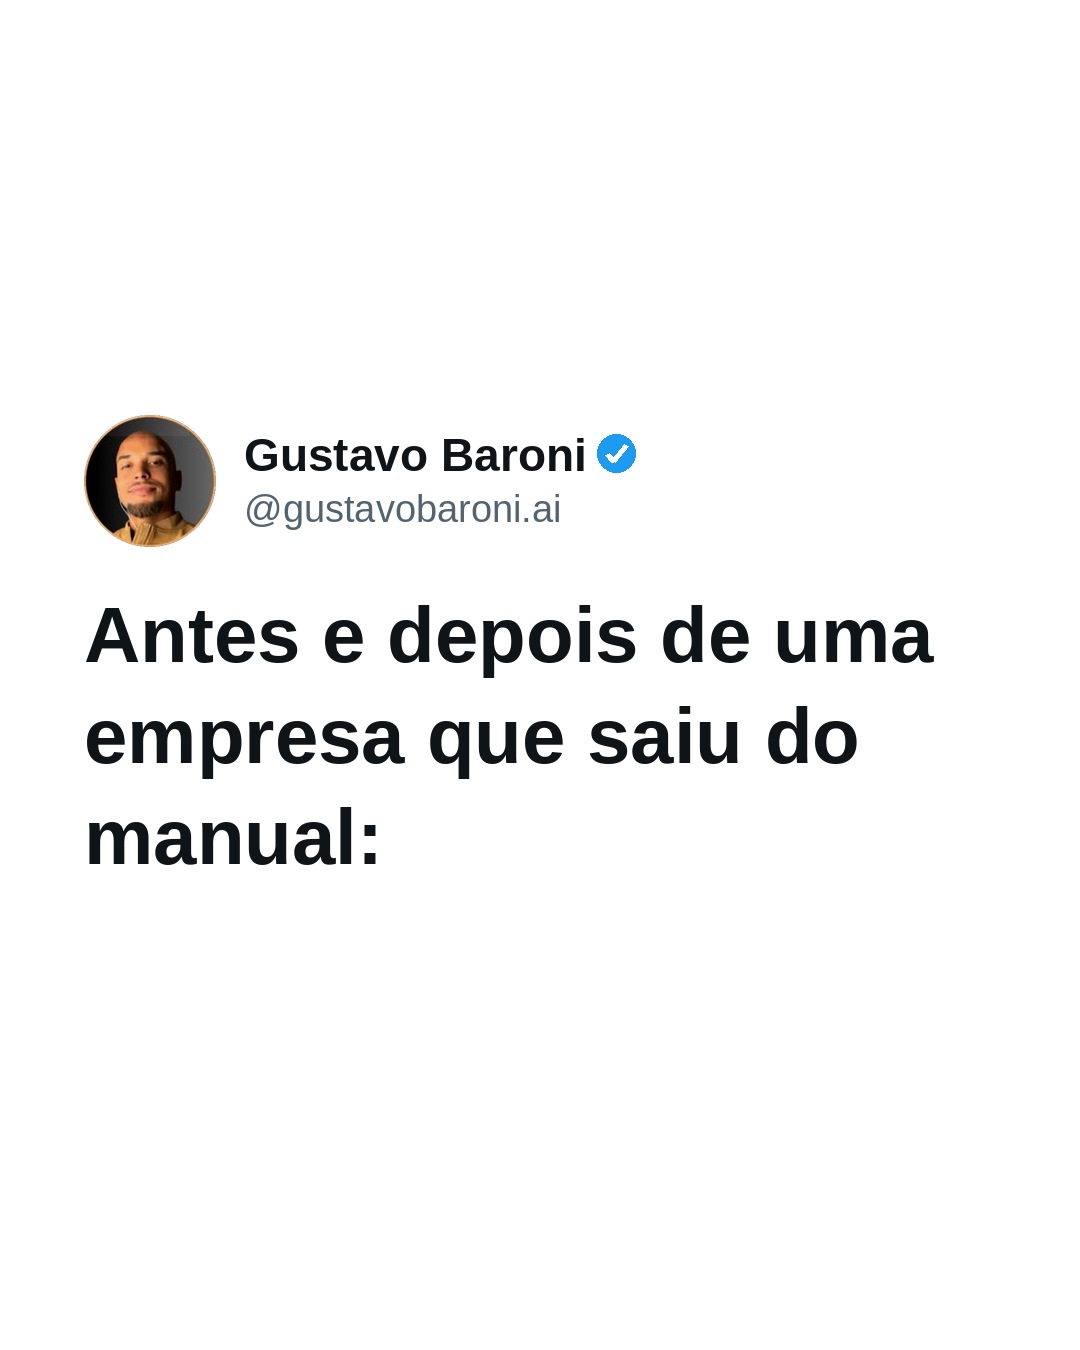 Gustavo Baroni
@gustavobaroni.ai
Antes e depois de uma
empresa que saiu do
manual: